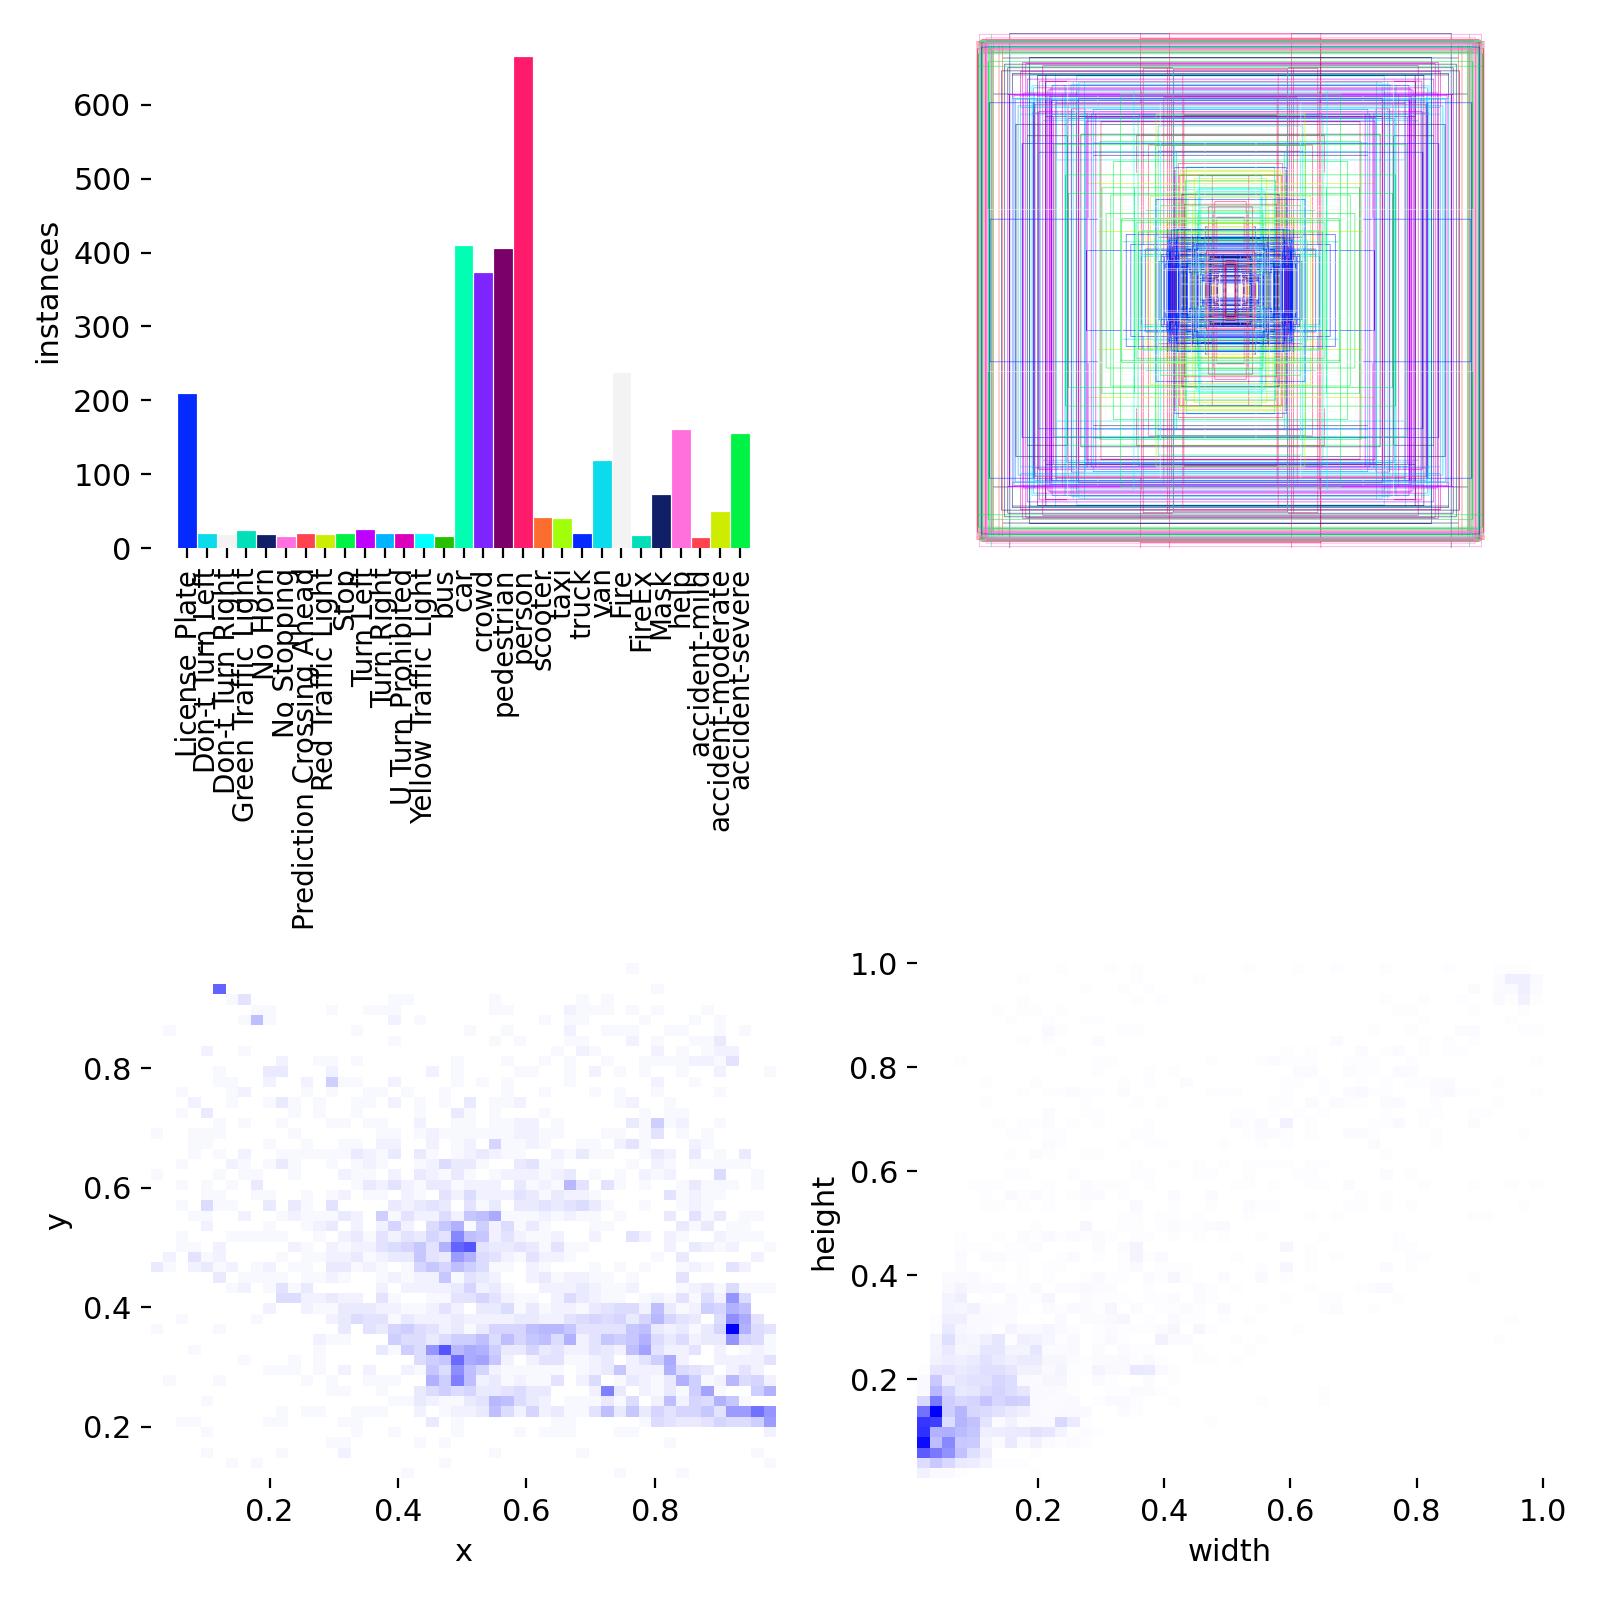 instances
600
500
400
300
200
100
0
License Plate
Don-t Turn Left
Don-t Turn Right
Green Traffic Light
No Horn
No Stopping
Prediction Crossing Ahead
Red Traffic Light
Stop
Turn Left
Turn Right
U Turn Prohibited
Yellow Traffic Light
bus
car
crowd
pedestrian
person
scooter
taxi
truck
van
Fire
FireEx
Mask
help
accident-mild
accident-moderate
accident-severe
y
0.8
0.6
0.4
0.2
0.2 0.4 0.6 0.8
x
height
1.0
0.8
0.6
0.4
0.2
0.2 0.4 0.6 0.8 1.0
width